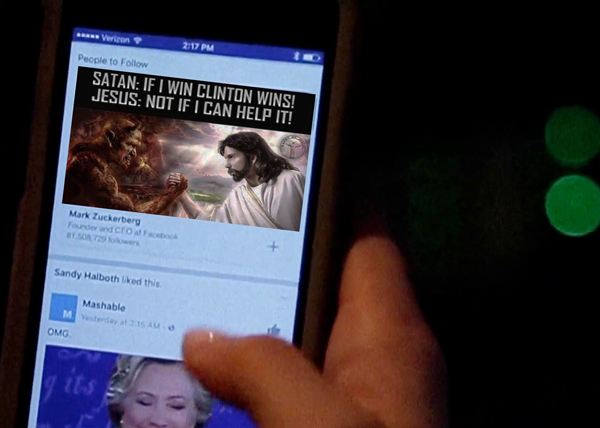 Verizon
2:17 PM
People to Follow
SATAN: IF I WIN CLINTON WINS!
JESUS: NOT IF I CAN HELP IT!
Mark Zuckerberg
Founder and CEO at Facebook
81,508,729 followers
Sandy Halboth liked this.
M
Mashable
Yesterday at 2:15 AM
OMG.
g its